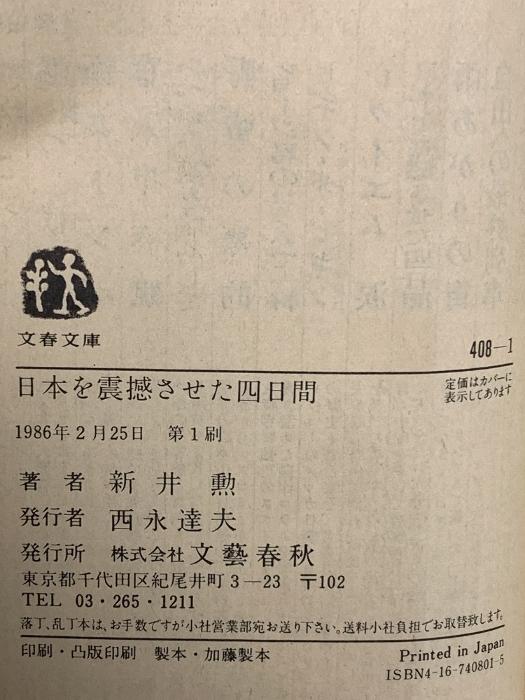 文春文庫
408―1
日本を震撼させた四日間
定価はカバーに
表示してあります
1986年2月25日 第1刷
著者 新井勲
発行者 西永達夫
発行所 株式会社 文藝春秋
東京都千代田区紀尾井町3―23 〒102
TEL 03・265・1211
落丁、乱丁本は、お手数ですが小社営業部宛お送り下さい。送料小社負担でお取替致します。
印刷・凸版印刷 製本・加藤製本
Printed in Japan
ISBN4-16-740801-5